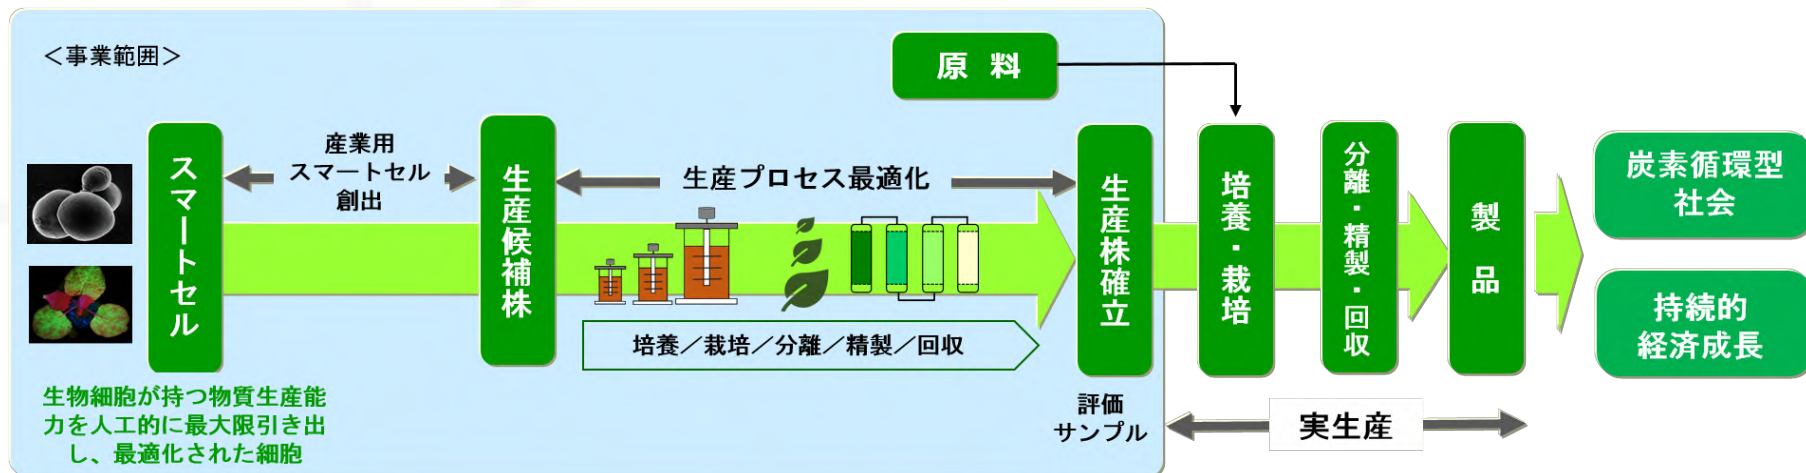 ＜事業範囲＞
原料
スマートセル
産業用
スマートセル
創出
生産候補株
生産プロセス最適化
培養／栽培／分離／精製／回収
生産株確立
培養・栽培
分離・精製・回収
製品
炭素循環型
社会
持続的
経済成長
生物細胞が持つ物質生産能
力を人工的に最大限引き出
し、最適化された細胞
評価
サンプル
実生産